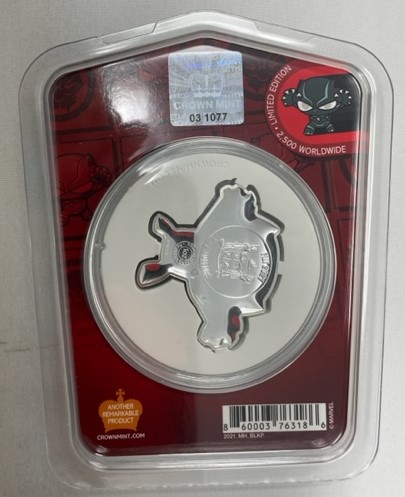 CROWN MINT
03 1077
• LIMITED EDITION •
2,500 WORLDWIDE
ANOTHER
REMARKABLE
PRODUCT
CROWNMINT.COM
8 60003 76318 6
2021. MH, BLKP.
© MARVEL